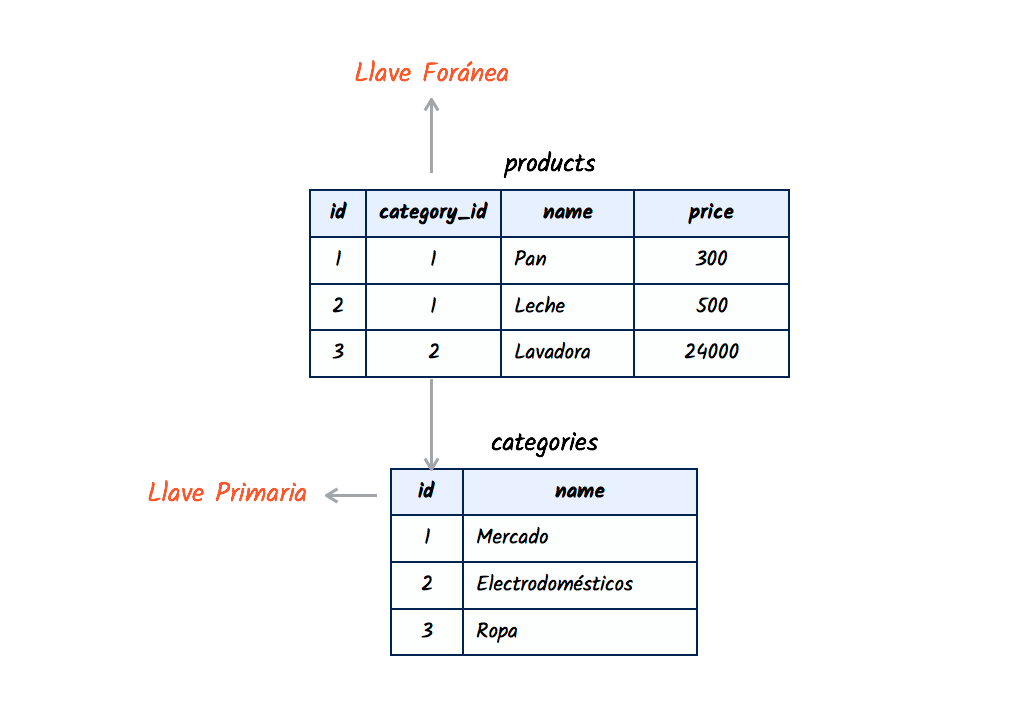 Llave Foránea
products
id category_id name price
1 1 Pan 300
2 1 Leche 500
3 2 Lavadora 24000
categories
Llave Primaria
id name
1 Mercado
2 Electrodomésticos
3 Ropa